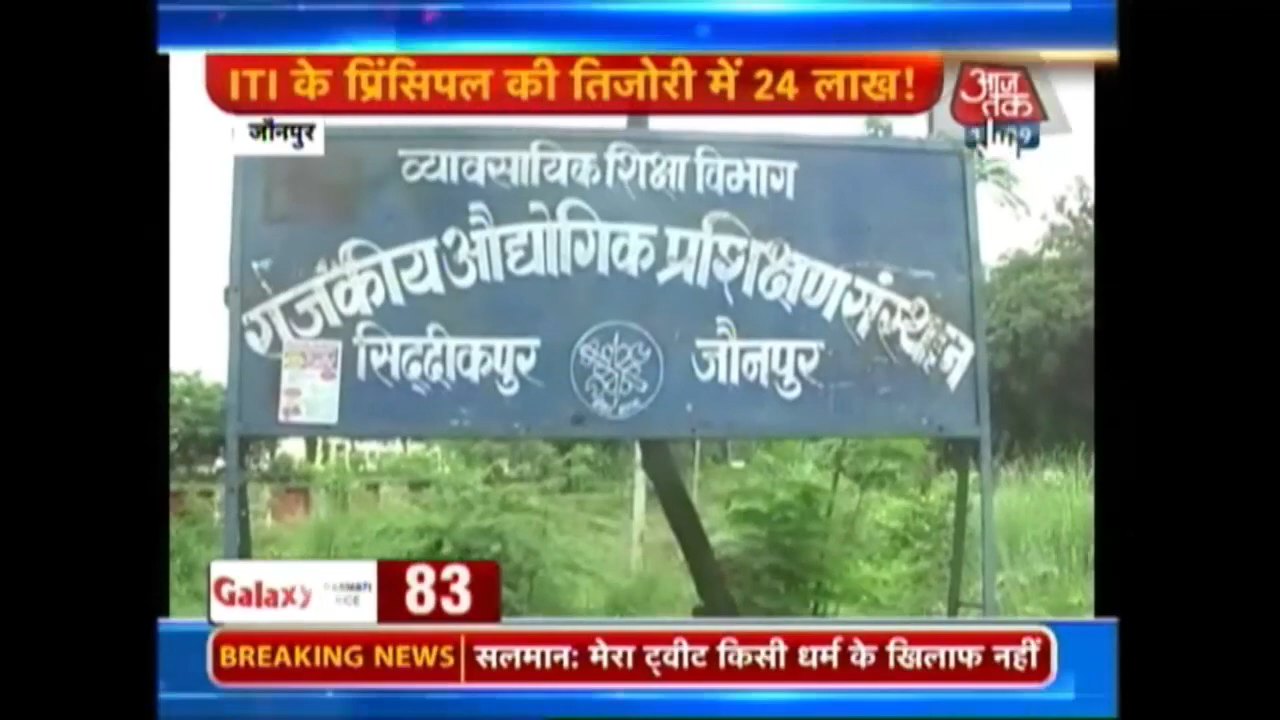 ITI के प्रिंसिपल की तिजोरी में 24 लाख!
आज तक
जौनपुर
व्यावसायिक शिक्षा विभाग
राजकीय औद्योगिक प्रशिक्षण संस्थान
सिद्दीकपुर जौनपुर
Galaxy
83
BREAKING NEWS सलमान: मेरा ट्वीट किसी धर्म के खिलाफ नहीं